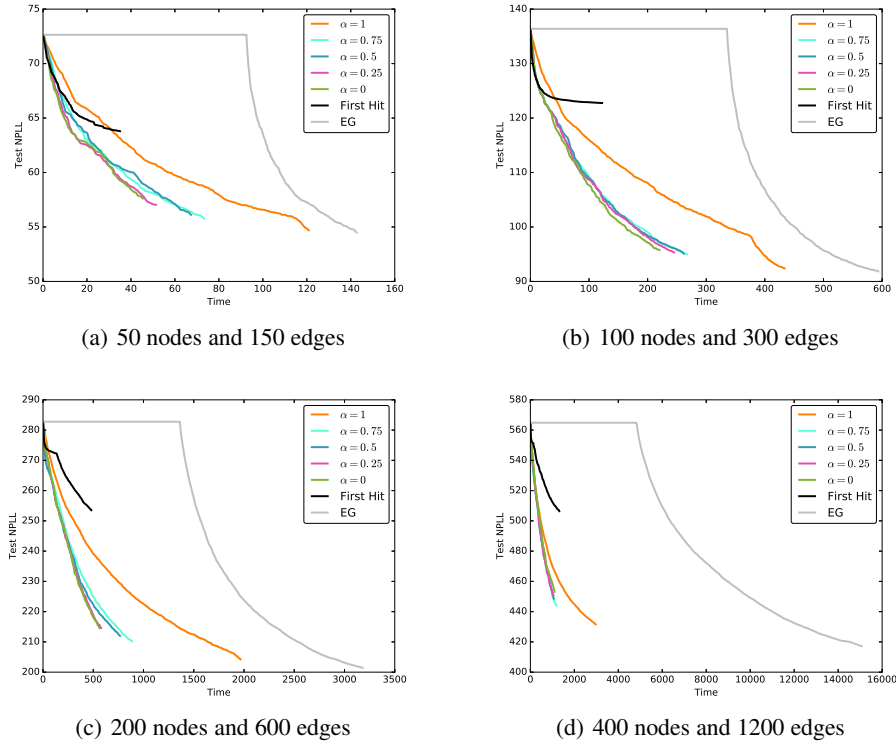 75
70
65
60
55
50
Test NPLL
0 20 40 60 80 100 120 140 160
Time
α = 1
α = 0.75
α = 0.5
α = 0.25
α = 0
First Hit
EG
(a) 50 nodes and 150 edges
140
130
120
110
100
90
Test NPLL
0 100 200 300 400 500 600
Time
α = 1
α = 0.75
α = 0.5
α = 0.25
α = 0
First Hit
EG
(b) 100 nodes and 300 edges
290
280
270
260
250
240
230
220
210
200
Test NPLL
0 500 1000 1500 2000 2500 3000 3500
Time
α = 1
α = 0.75
α = 0.5
α = 0.25
α = 0
First Hit
EG
(c) 200 nodes and 600 edges
580
560
540
520
500
480
460
440
420
400
Test NPLL
0 2000 4000 6000 8000 10000 12000 14000 16000
Time
α = 1
α = 0.75
α = 0.5
α = 0.25
α = 0
First Hit
EG
(d) 400 nodes and 1200 edges